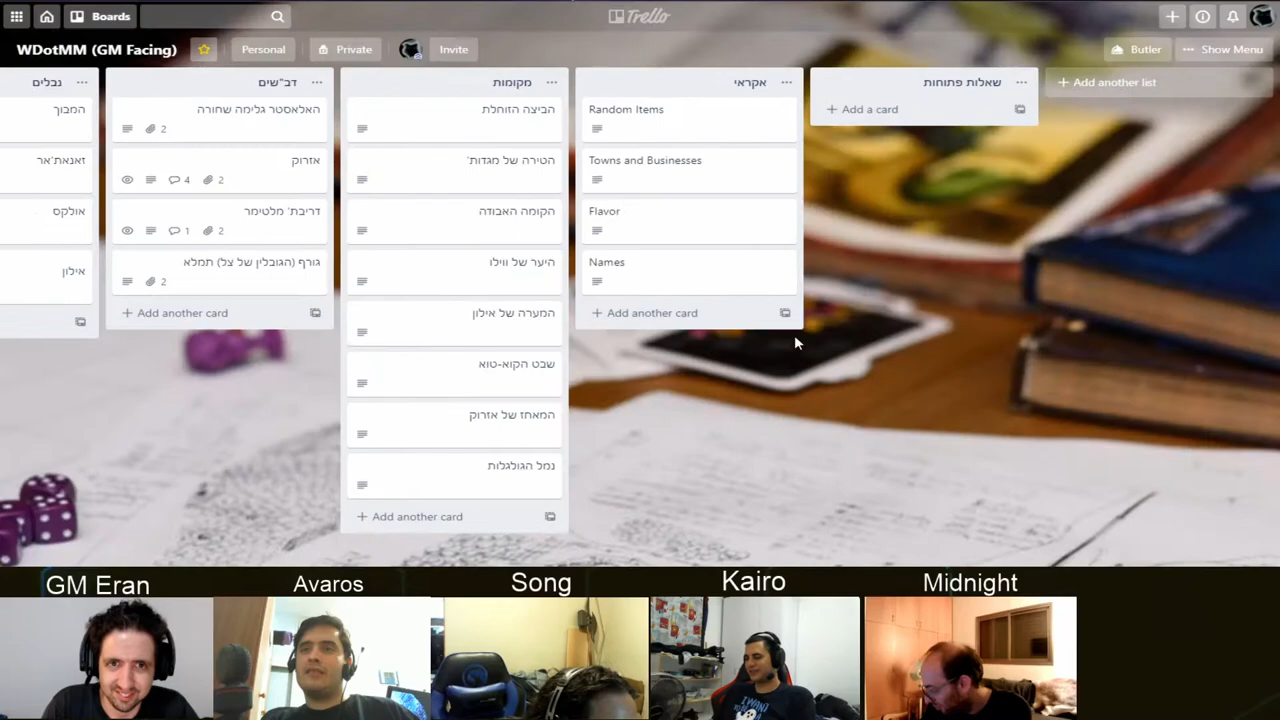 Boards
Trello
WDotMM (GM Facing)
Personal
Private
Invite
Butler
Show Menu
נבלים
המבוך
זאנאת'אר
אולקס
אילון
דב"שים
האלאסטר גלימה שחורה
2
אזרוק
4
2
דריבת' מלטימר
1
2
גורף (הגובלין של צל) תמלא
2
Add another card
מקומות
הביצה הזוחלת
הטירה של מגדות'
הקומה האבודה
היער של ווילו
המערה של אילון
שבט הקוא-טוא
המאחז של אזרוק
נמל הגולגלות
Add another card
אקראי
Random Items
Towns and Businesses
Flavor
Names
Add another card
שאלות פתוחות
Add a card
Add another list
GM Eran
Avaros
Song
Kairo
Midnight
I WANT